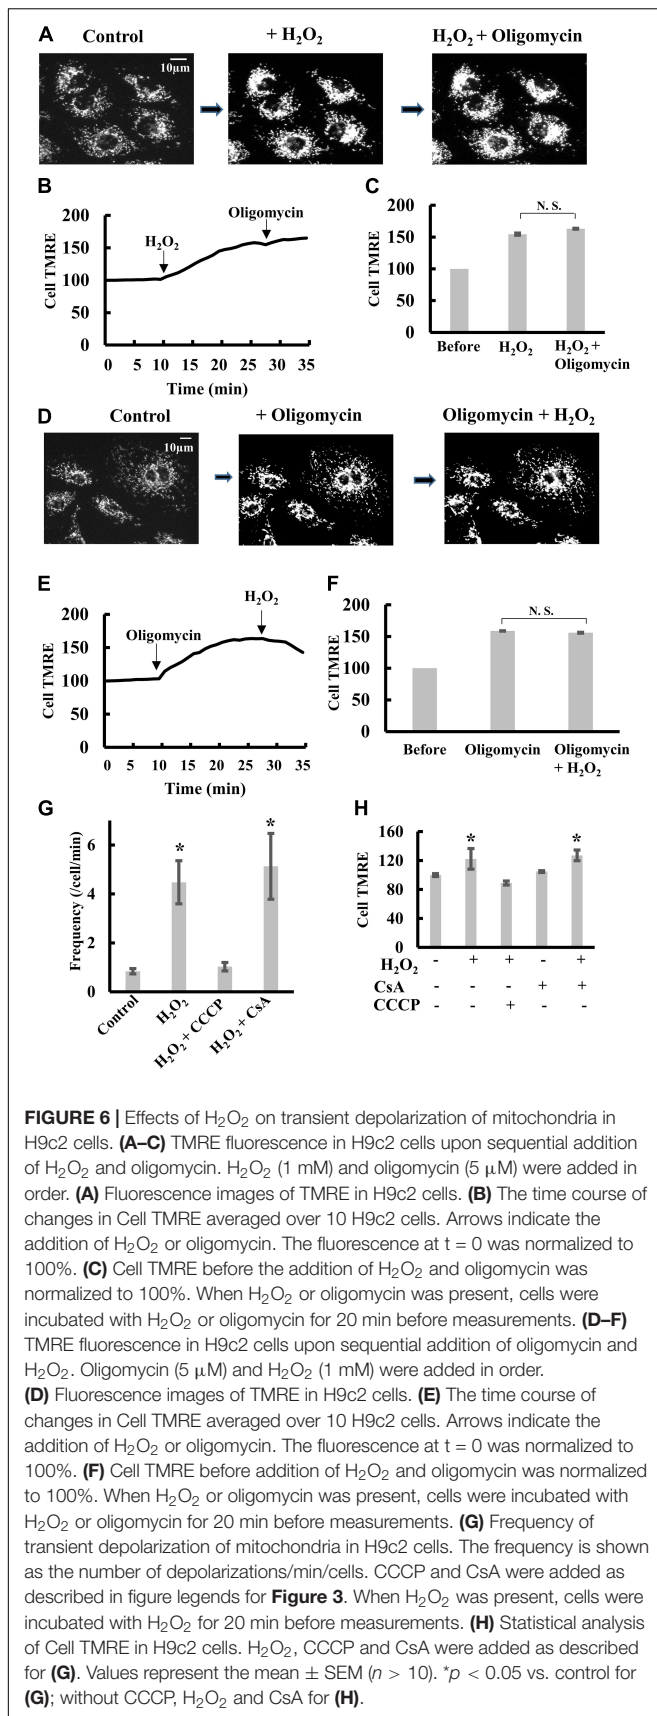 A Control + H₂O₂ H₂O₂ + Oligomycin
10μm
B
200
150
100
50
0 5 10 15 20 25 30 35
Cell TMRE
Time (min)
H₂O₂
Oligomycin
C
200
150
100
50
0
Cell TMRE
N. S.
Before H₂O₂ H₂O₂ +
Oligomycin
D Control + Oligomycin Oligomycin + H₂O₂
10μm
E
200
150
100
50
0
0 5 10 15 20 25 30 35
Cell TMRE
Time (min)
Oligomycin
H₂O₂
F
200
150
100
50
0
Cell TMRE
N. S.
Before Oligomycin Oligomycin
+ H₂O₂
G
6
4
2
0
Frequency (/cell/min)
* *
Control
H₂O₂
H₂O₂ + CCCP
H₂O₂ + CsA
H
160
120
80
40
0
Cell TMRE
* *
H₂O₂ - + + - +
CsA - - - + +
CCCP - - + - -
FIGURE 6 | Effects of H₂O₂ on transient depolarization of mitochondria in
H9c2 cells. (A–C) TMRE fluorescence in H9c2 cells upon sequential addition
of H₂O₂ and oligomycin. H₂O₂ (1 mM) and oligomycin (5 μM) were added in
order. (A) Fluorescence images of TMRE in H9c2 cells. (B) The time course of
changes in Cell TMRE averaged over 10 H9c2 cells. Arrows indicate the
addition of H₂O₂ or oligomycin. The fluorescence at t = 0 was normalized to
100%. (C) Cell TMRE before the addition of H₂O₂ and oligomycin was
normalized to 100%. When H₂O₂ or oligomycin was present, cells were
incubated with H₂O₂ or oligomycin for 20 min before measurements. (D–F)
TMRE fluorescence in H9c2 cells upon sequential addition of oligomycin and
H₂O₂. Oligomycin (5 μM) and H₂O₂ (1 mM) were added in order.
(D) Fluorescence images of TMRE in H9c2 cells. (E) The time course of
changes in Cell TMRE averaged over 10 H9c2 cells. Arrows indicate the
addition of H₂O₂ or oligomycin. The fluorescence at t = 0 was normalized to
100%. (F) Cell TMRE before addition of H₂O₂ and oligomycin was normalized
to 100%. When H₂O₂ or oligomycin was present, cells were incubated with
H₂O₂ or oligomycin for 20 min before measurements. (G) Frequency of
transient depolarization of mitochondria in H9c2 cells. The frequency is shown
as the number of depolarizations/min/cells. CCCP and CsA were added as
described in figure legends for Figure 3. When H₂O₂ was present, cells were
incubated with H₂O₂ for 20 min before measurements. (H) Statistical analysis
of Cell TMRE in H9c2 cells. H₂O₂, CCCP and CsA were added as described
for (G). Values represent the mean ± SEM (n > 10). *p < 0.05 vs. control for
(G); without CCCP, H₂O₂ and CsA for (H).